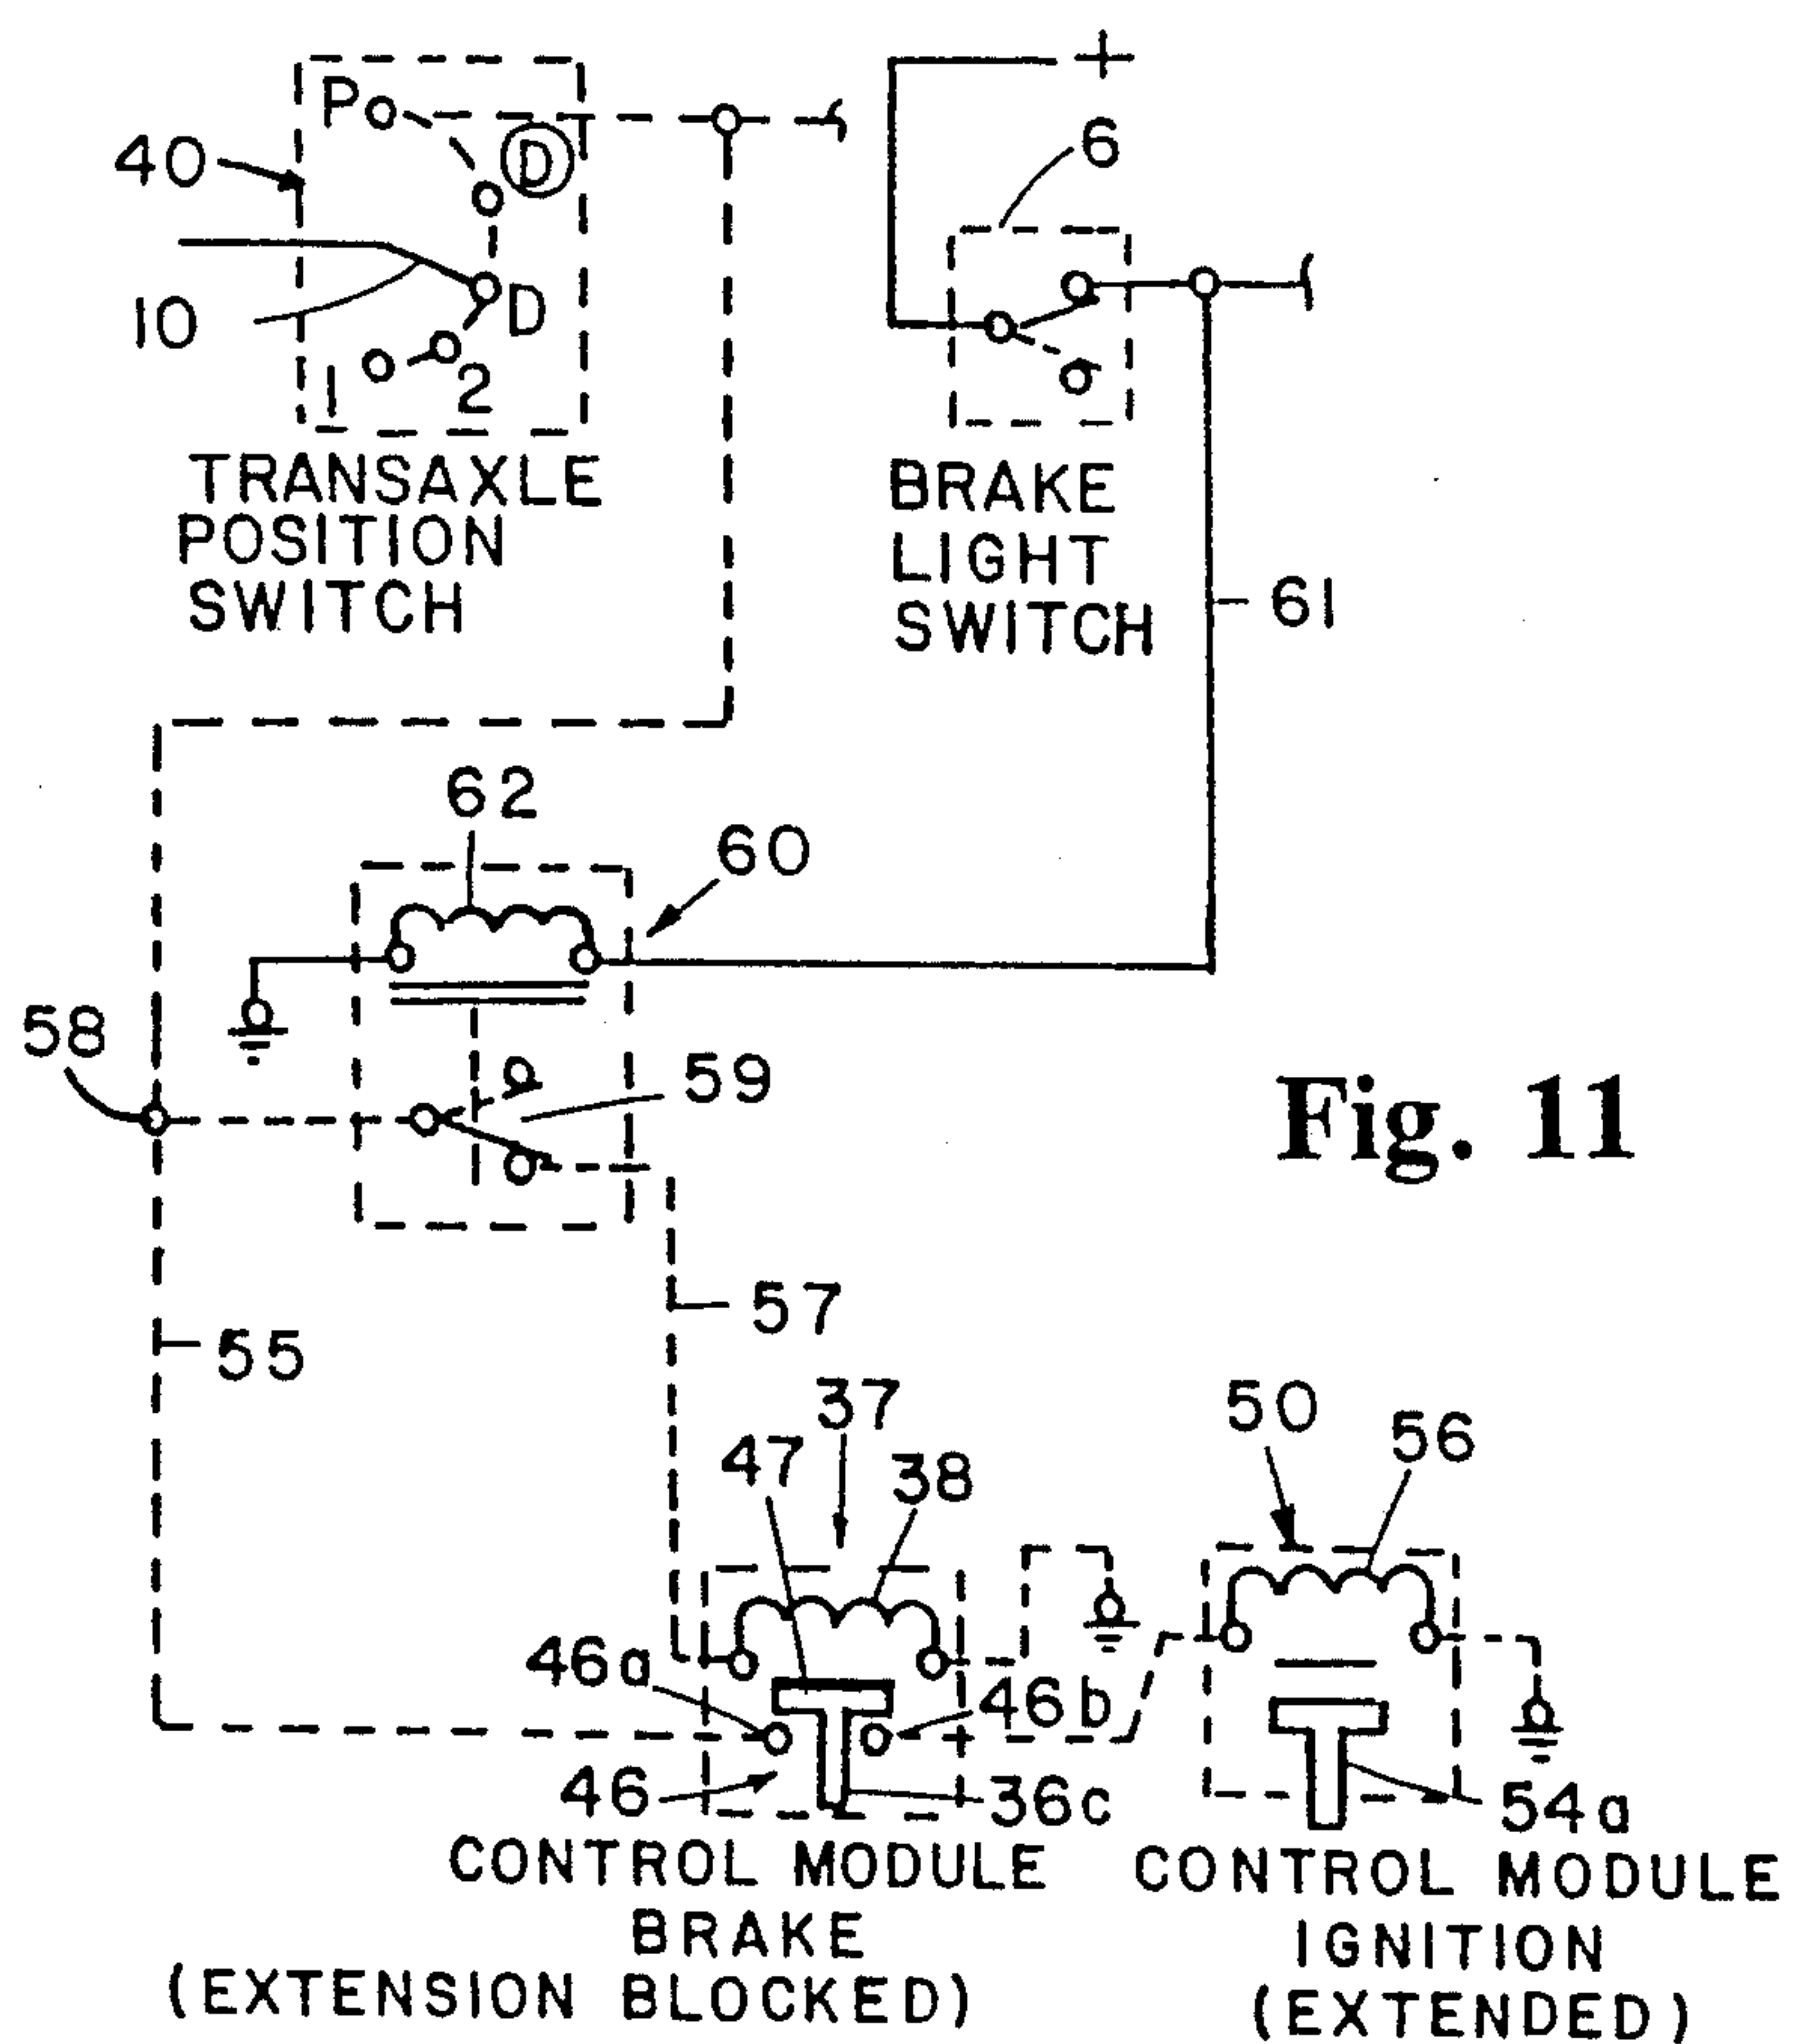 +
P
D
40
6
10
D
2
1
TRANSAXLE
POSITION
SWITCH
BRAKE
LIGHT
SWITCH
61
62
60
58
59
Fig. 11
57
55
37
50
47
56
38
46a
46b
46
36c
54a
CONTROL MODULE
BRAKE
(EXTENSION BLOCKED)
CONTROL MODULE
IGNITION
(EXTENDED)